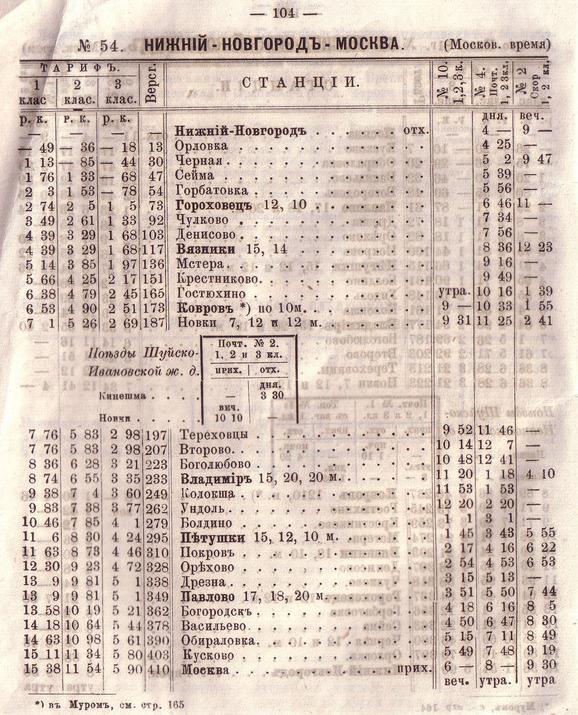 — 104 —
№ 54. НИЖНІЙ-НОВГОРОДЪ-МОСКВА. (Москов. время)
ТАРИФЪ. Верст. СТАНЦІИ. № 10. 1,2,3 к. № 4. Почт. 1, 2 3 кл. № 2 Скор 1, 2 кл.
1 клас 2 клас. 3 клас.
р. к. р. к. р. к. дня. веч.
— — — — Нижній-Новгородъ . . . . . отх. 4 — 9 —
— 49 — 36 — 18 13 Орловка 4 25 —
1 13 — 85 — 44 30 Черная 5 2 9 47
1 76 1 33 — 68 47 Сейма 5 39 —
2 3 1 53 — 78 54 Горбатовка 5 56 —
2 74 2 5 1 5 73 Гороховецъ 12, 10 6 46 11 —
3 49 2 61 1 33 92 Чулково 7 34 —
4 39 3 29 1 68 103 Денисово 7 56 —
4 39 3 29 1 68 117 Вязники 15, 14 8 36 12 23
5 14 3 85 1 97 136 Мстера 9 16 —
5 66 4 25 2 17 151 Крестниково 9 49 —
6 38 4 79 2 45 165 Гостюхино утра. 10 16 1 39
6 53 4 90 2 51 173 Ковровъ *) по 10м. 9 — 10 33 1 55
7 1 5 26 2 69 187 Новки 7, 12 и 12 м. 9 31 11 25 2 41
Поѣзды Шуйско-Ивановской ж. д.
Почт. № 2.
1, 2 и 3 кл.
прих. отх.
дня.
Кинешма . . . — 3 30
веч.
Новки . . 10 10 —
7 76 5 83 2 98 197 Тереховцы 9 52 11 46 —
7 76 5 83 2 98 207 Второво 10 14 12 7 —
8 36 6 28 3 21 223 Боголюбово 10 48 12 41 —
8 74 6 55 3 35 233 Владиміръ 15, 20, 20 м. 11 20 1 18 4 10
9 38 7 4 3 60 249 Колокша 11 53 1 53 —
9 83 7 38 3 77 262 Ундоль 12 20 2 20 —
10 46 7 85 4 1 279 Болдино 1 1 3 1 —
11 6 8 30 4 24 295 Пѣтушки 15, 12, 10 м. 1 45 3 43 5 55
11 63 8 73 4 46 310 Покровъ 2 17 4 16 6 22
12 30 9 23 4 72 328 Орѣхово 2 54 4 53 6 53
13 9 9 81 5 1 338 Дрезна 3 15 5 13 —
13 9 9 81 5 1 349 Павлово 17, 18, 20 м. 3 51 5 50 7 44
13 58 10 19 5 21 362 Богородскъ 4 18 6 16 8 5
14 18 10 64 5 44 378 Васильево 4 50 6 47 8 30
14 63 10 98 5 61 390 Обираловка 5 15 7 11 8 49
15 11 11 34 5 80 403 Кусково 5 49 7 48 9 19
15 38 11 54 5 90 410 Москва . . . . . прих. 6 — 8 — 9 30
веч. утра. утра
*) въ Муромъ, см. стр. 165